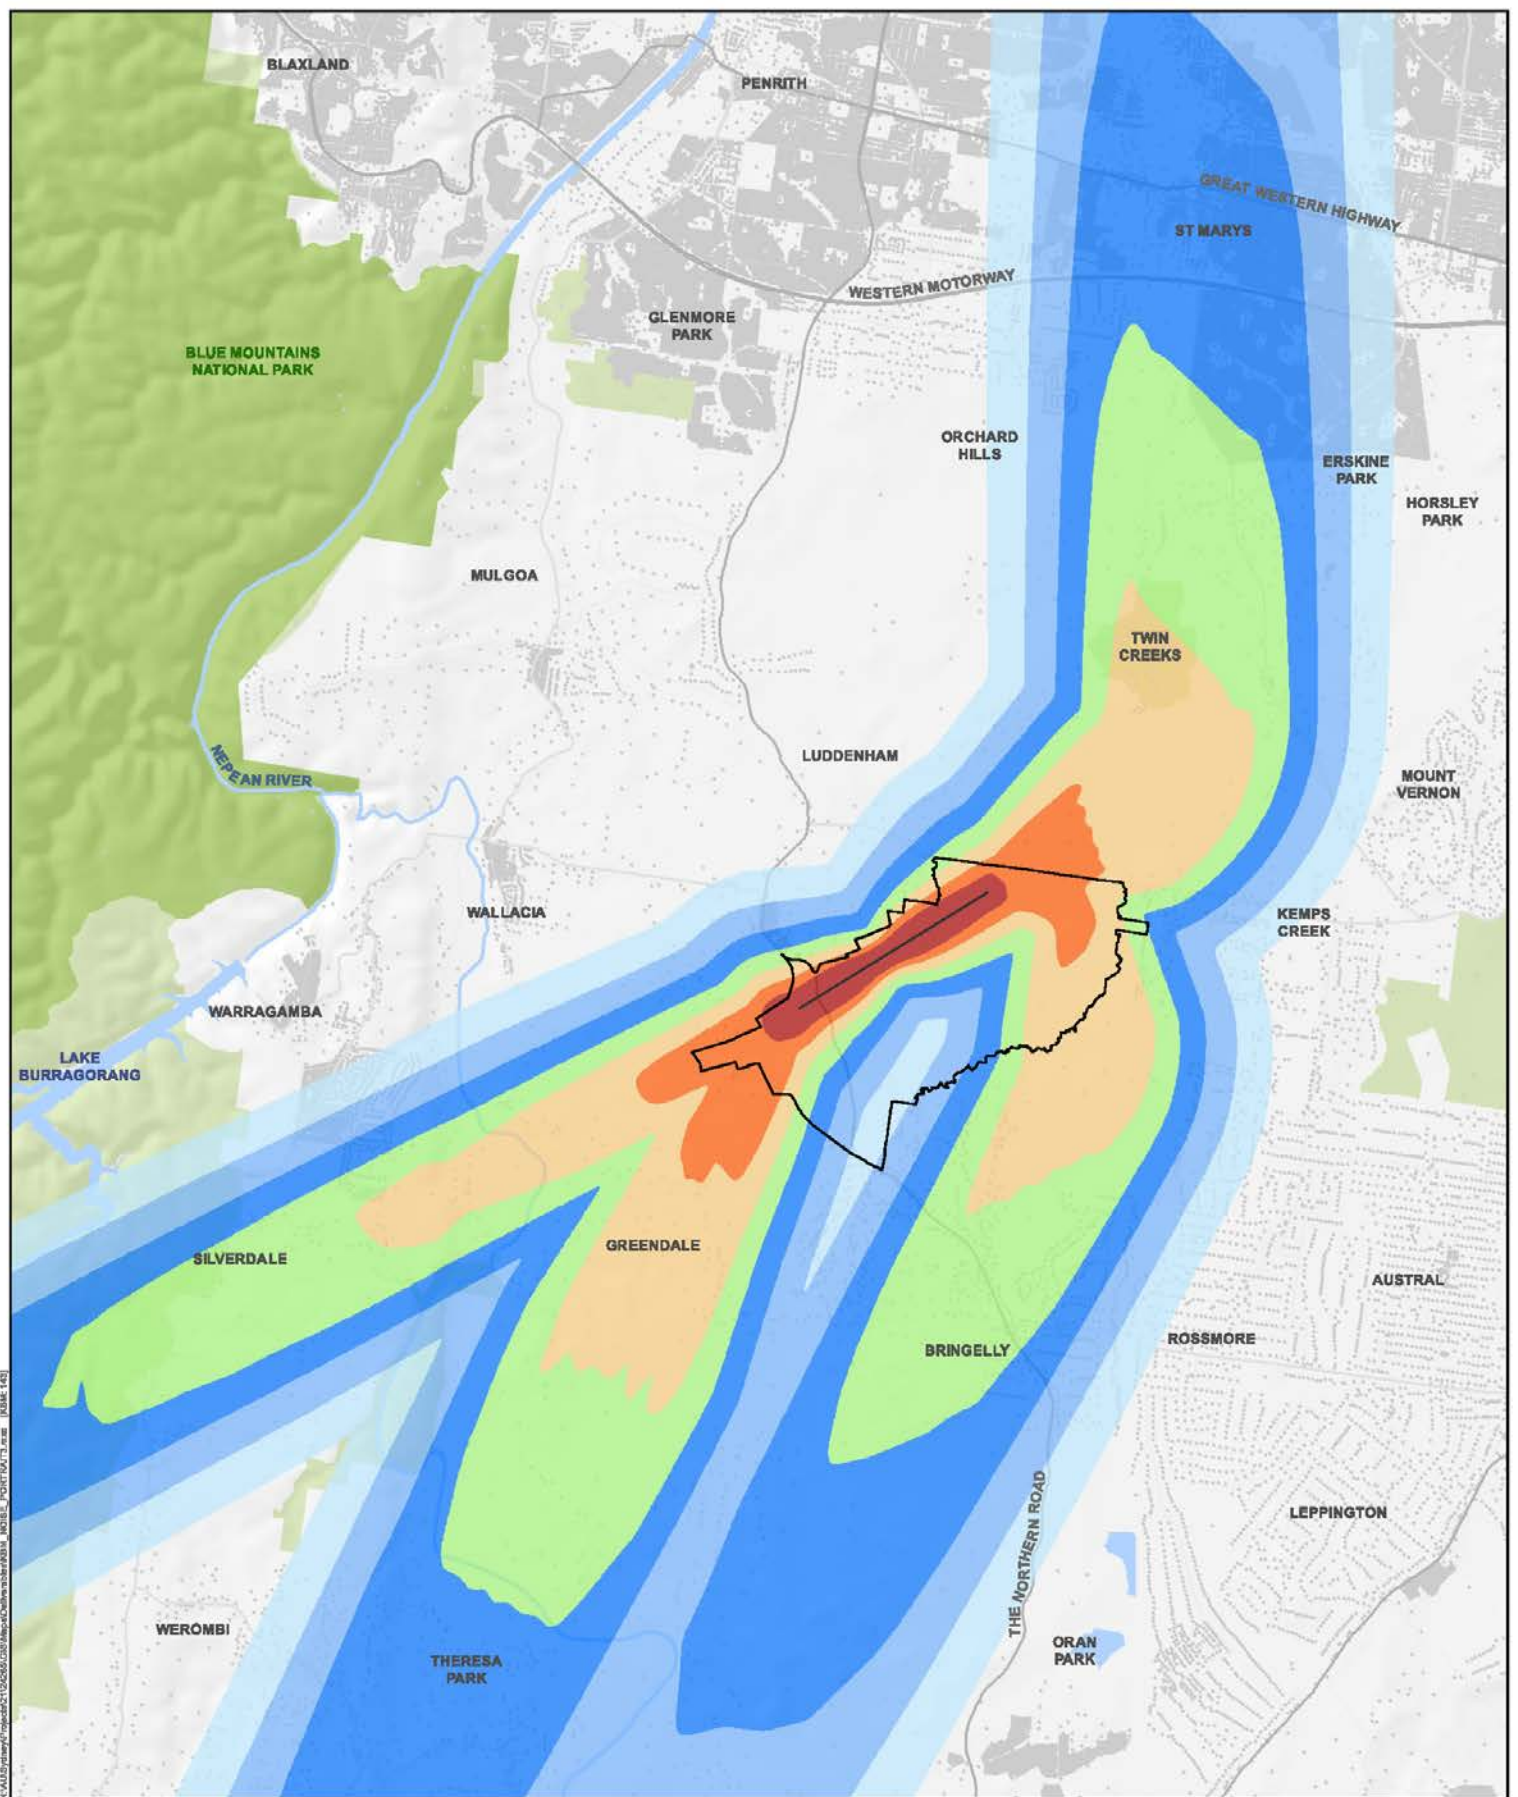 BLAXLAND
PENRITH
GREAT WESTERN HIGHWAY
ST MARYS
WESTERN MOTORWAY
GLENMORE
PARK
BLUE MOUNTAINS
NATIONAL PARK
ORCHARD
HILLS
ERSKINE
PARK
HORSLEY
PARK
MULGOA
TWIN
CREEKS
LUDDENHAM
NEPEAN RIVER
MOUNT
VERNON
WALLACIA
KEMPS
CREEK
WARRAGAMBA
LAKE
BURRAGORANG
SILVERDALE
GREENDALE
AUSTRAL
ROSSMORE
BRINGELLY
LEPPINGTON
THE NORTHERN ROAD
WEROMBI
ORAN
PARK
THERESA
PARK